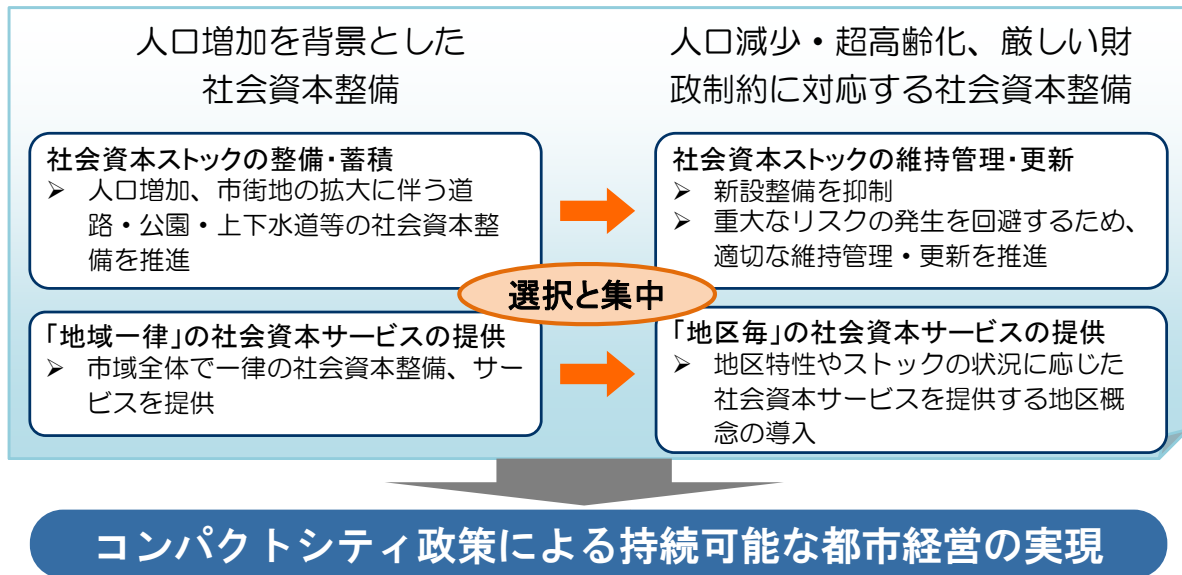 人口増加を背景とした
社会資本整備
人口減少・超高齢化、厳しい財
政制約に対応する社会資本整備
社会資本ストックの整備・蓄積
➢ 人口増加、市街地の拡大に伴う道
路・公園・上下水道等の社会資本整
備を推進
社会資本ストックの維持管理・更新
➢ 新設整備を抑制
➢ 重大なリスクの発生を回避するため、
適切な維持管理・更新を推進
選択と集中
「地域一律」の社会資本サービスの提供
➢ 市域全体で一律の社会資本整備、サー
ビスを提供
「地区毎」の社会資本サービスの提供
➢ 地区特性やストックの状況に応じた
社会資本サービスを提供する地区概
念の導入
コンパクトシティ政策による持続可能な都市経営の実現